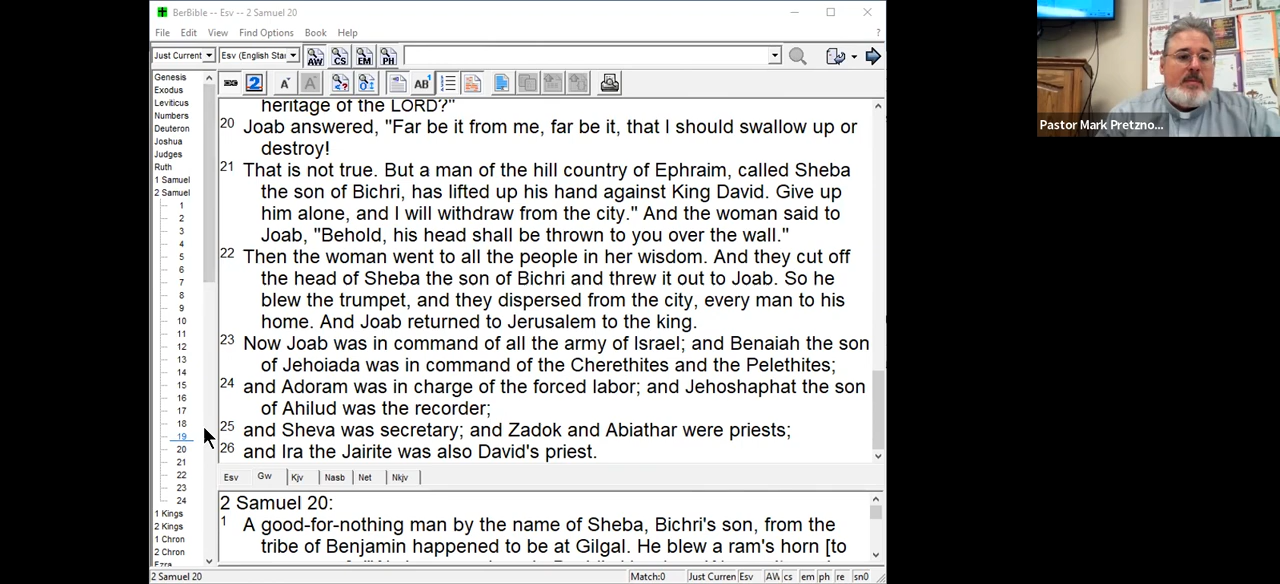 BerBible -- Esv -- 2 Samuel 20
File Edit View Find Options Book Help ?
Just Current Esv (English Star AW CS EM PH
2 A A AB¹
Genesis
Exodus
Leviticus
Numbers
Deuteron
Joshua
Judges
Ruth
1 Samuel
2 Samuel
1
2
3
4
5
6
7
8
9
10
11
12
13
14
15
16
17
18
19
20
21
22
23
24
1 Kings
2 Kings
1 Chron
2 Chron
Ezra
heritage of the LORD?"
20 Joab answered, "Far be it from me, far be it, that I should swallow up or
destroy!
21 That is not true. But a man of the hill country of Ephraim, called Sheba
the son of Bichri, has lifted up his hand against King David. Give up
him alone, and I will withdraw from the city." And the woman said to
Joab, "Behold, his head shall be thrown to you over the wall."
22 Then the woman went to all the people in her wisdom. And they cut off
the head of Sheba the son of Bichri and threw it out to Joab. So he
blew the trumpet, and they dispersed from the city, every man to his
home. And Joab returned to Jerusalem to the king.
23 Now Joab was in command of all the army of Israel; and Benaiah the son
of Jehoiada was in command of the Cherethites and the Pelethites;
24 and Adoram was in charge of the forced labor; and Jehoshaphat the son
of Ahilud was the recorder;
25 and Sheva was secretary; and Zadok and Abiathar were priests;
26 and Ira the Jairite was also David's priest.
Esv Gw Kjv Nasb Net Nkjv
2 Samuel 20:
1 A good-for-nothing man by the name of Sheba, Bichri's son, from the
tribe of Benjamin happened to be at Gilgal. He blew a ram's horn [to
2 Samuel 20 Match:0 Just Curren Esv AW cs em ph re sn0
Pastor Mark Pretzno...